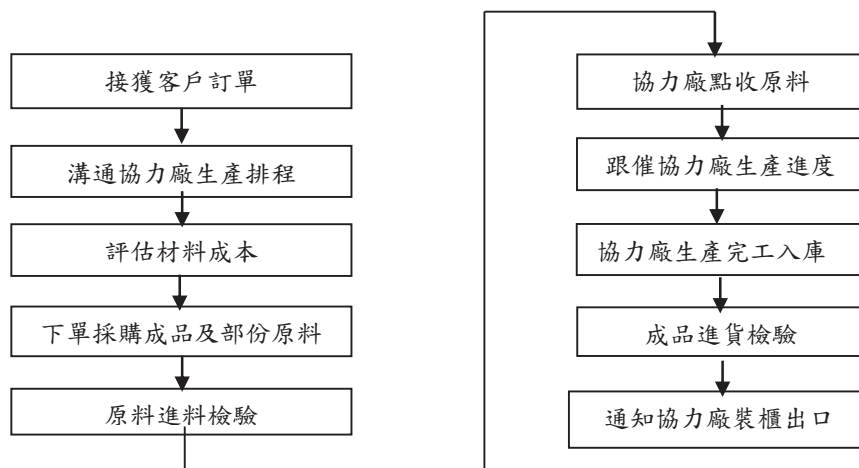 接獲客戶訂單
溝通協力廠生產排程
評估材料成本
下單採購成品及部份原料
原料進料檢驗
協力廠點收原料
跟催協力廠生產進度
協力廠生產完工入庫
成品進貨檢驗
通知協力廠裝櫃出口